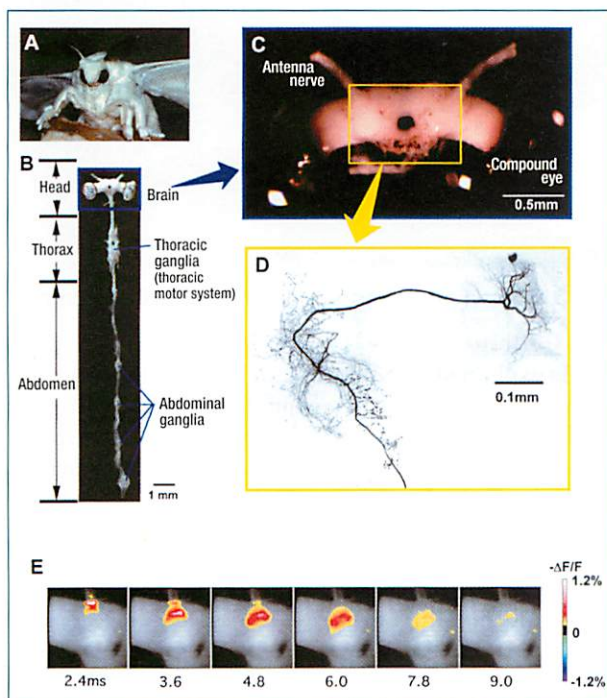 A
C
Antenna
nerve
B
Head
Brain
Compound
eye
0.5mm
Thorax
Thoracic
ganglia
(thoracic
motor system)
D
0.1mm
Abdomen
Abdominal
ganglia
1 mm
E
-ΔF/F
1.2%
0
-1.2%
2.4ms 3.6 4.8 6.0 7.8 9.0